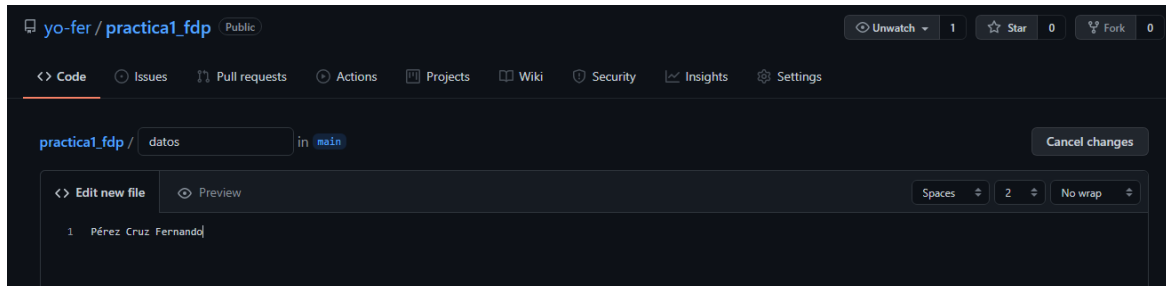 yo-fer / practica1_fdp Public Unwatch 1 Star 0 Fork 0
<> Code Issues Pull requests Actions Projects Wiki Security Insights Settings
practica1_fdp / datos in main Cancel changes
<> Edit new file Preview Spaces 2 No wrap
1 Pérez Cruz Fernando